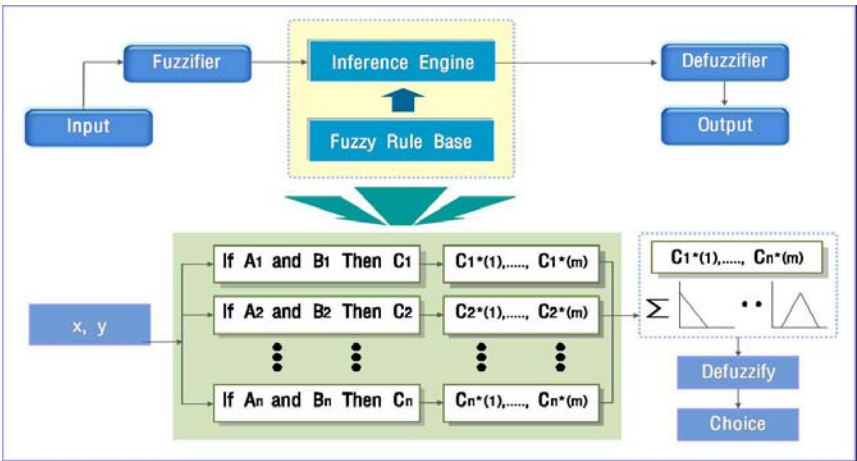 Fuzzifier
Inference Engine
Defuzzifier
Input
Fuzzy Rule Base
Output
If A1 and B1 Then C1
C1*(1),....., C1*(m)
C1*(1),....., Cn*(m)
x, y
If A2 and B2 Then C2
C2*(1),....., C2*(m)
Σ
If An and Bn Then Cn
Cn*(1),....., Cn*(m)
Defuzzify
Choice